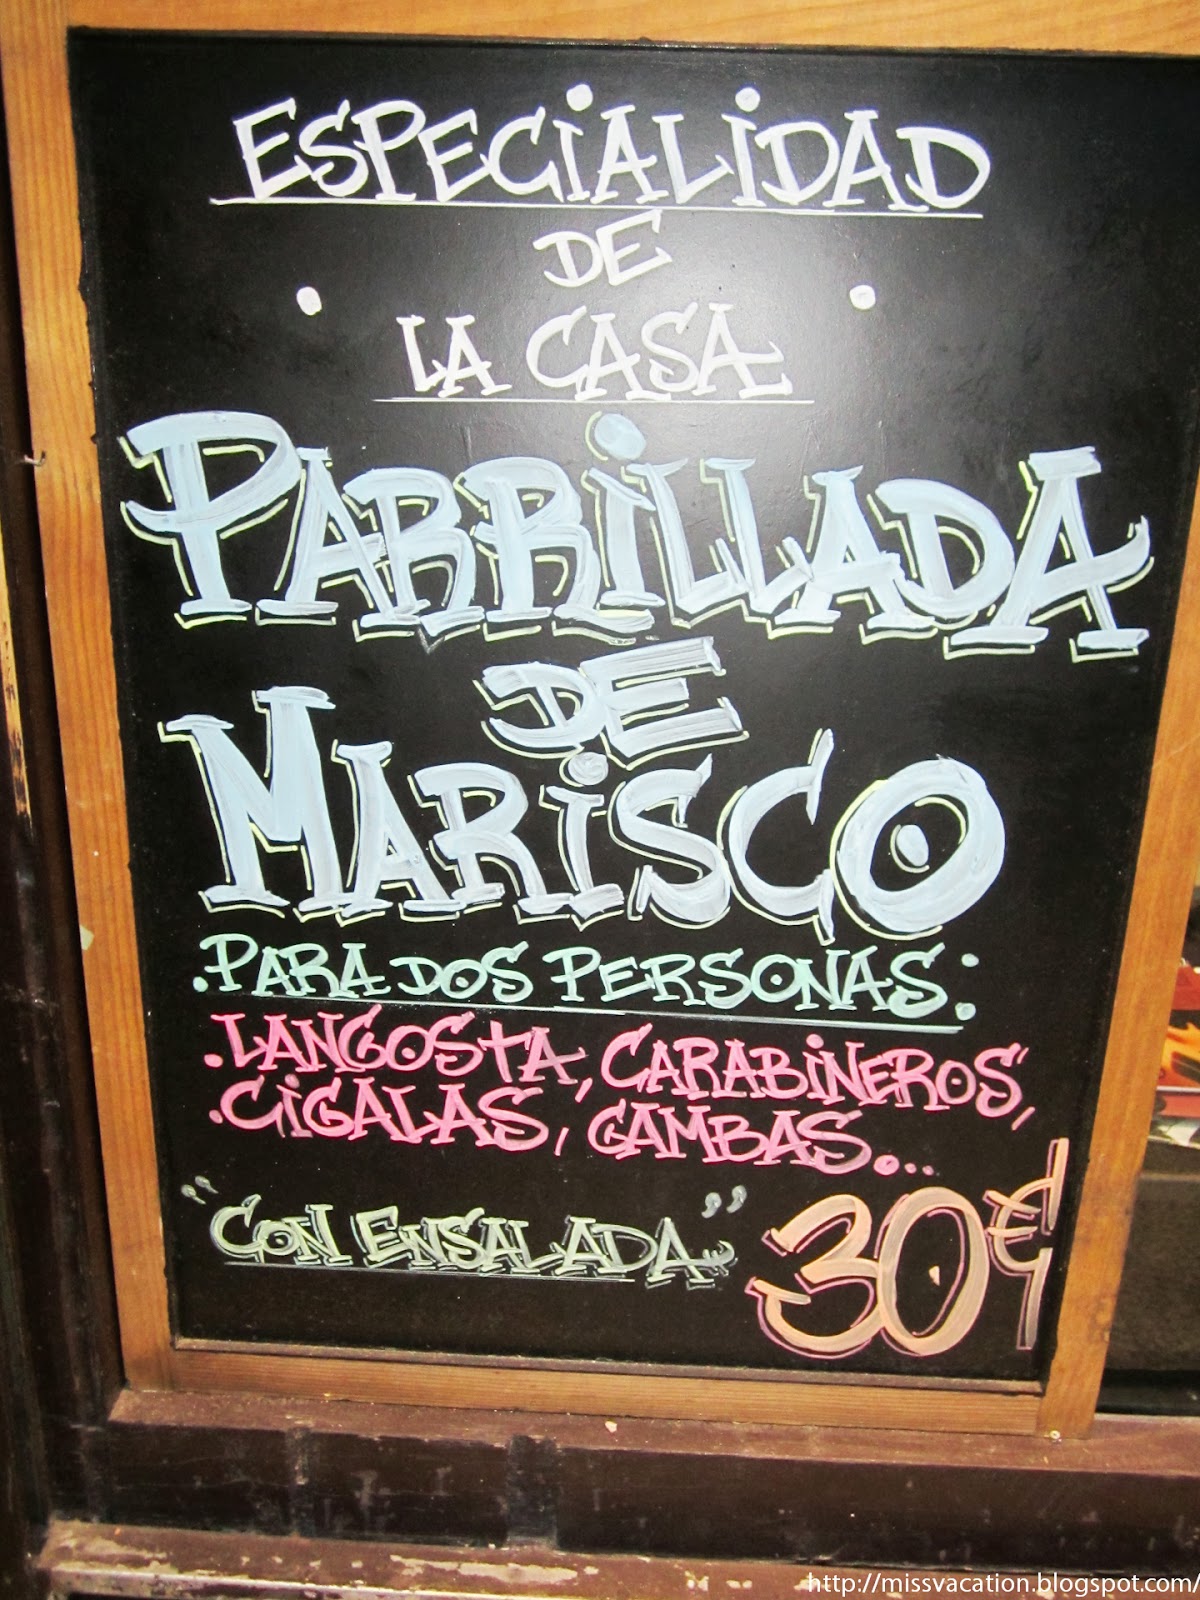 ESPECiALiDAD
DE
LA CASA
PARRiLLADA
DE
MARiSCO
.PARA DOS PERSONAS:
.LANGOSTA, CARABiNEROS,
.CiGALAS, GAMBAS...
"CON ENSALADA" 30€
http://missvacation.blogspot.com/